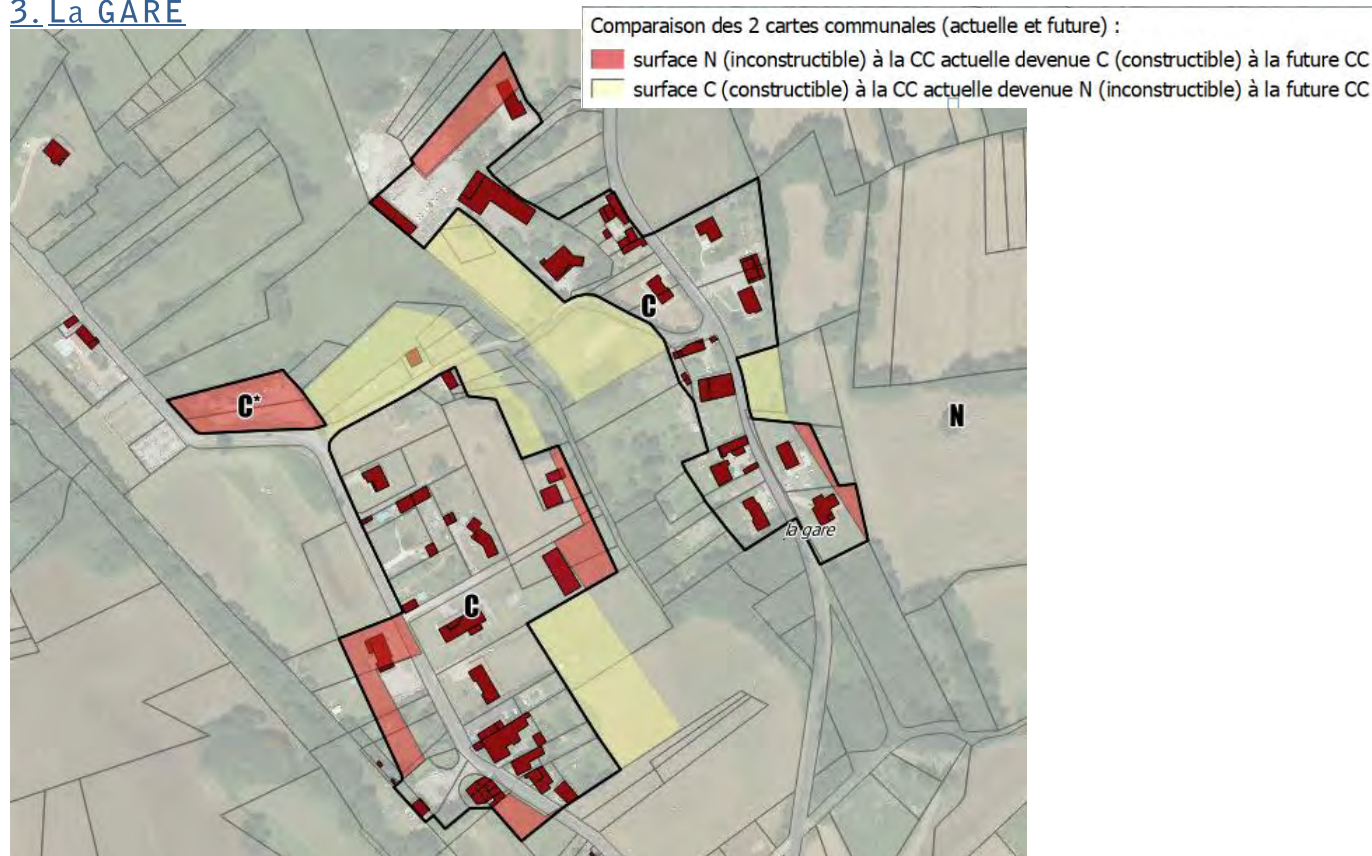 3. La GARE
Comparaison des 2 cartes communales (actuelle et future) :
surface N (inconstructible) à la CC actuelle devenue C (constructible) à la future CC
surface C (constructible) à la CC actuelle devenue N (inconstructible) à la future CC
C
C*
N
la gare
C